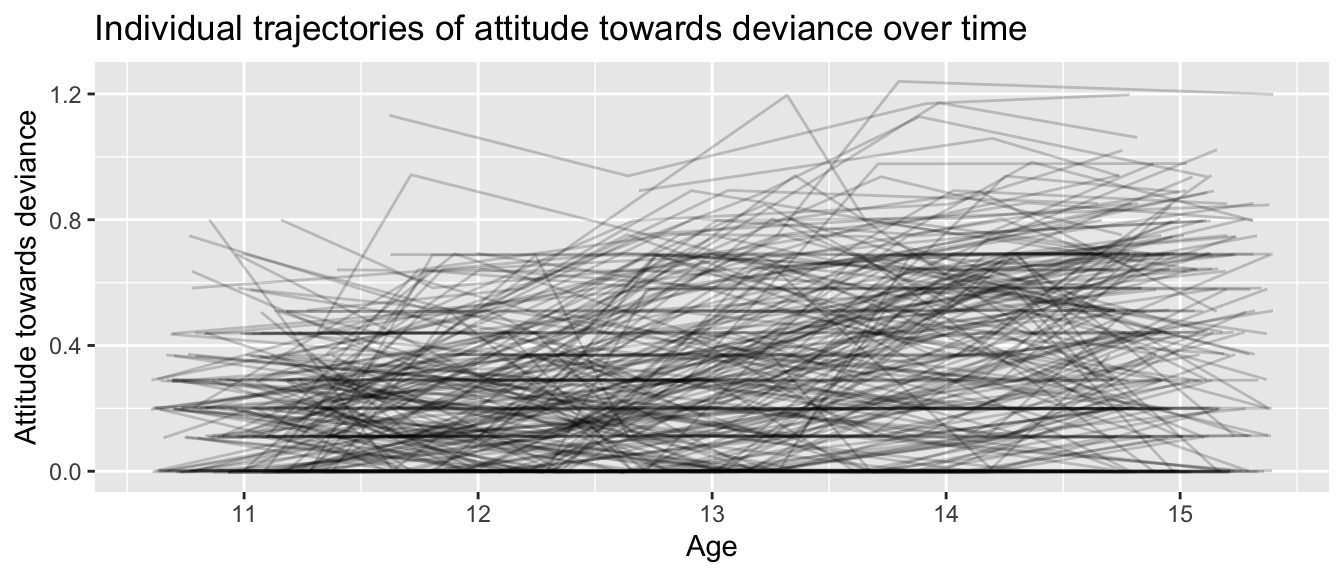 Individual trajectories of attitude towards deviance over time
Attitude towards deviance
1.2
0.8
0.4
0.0
11 12 13 14 15
Age